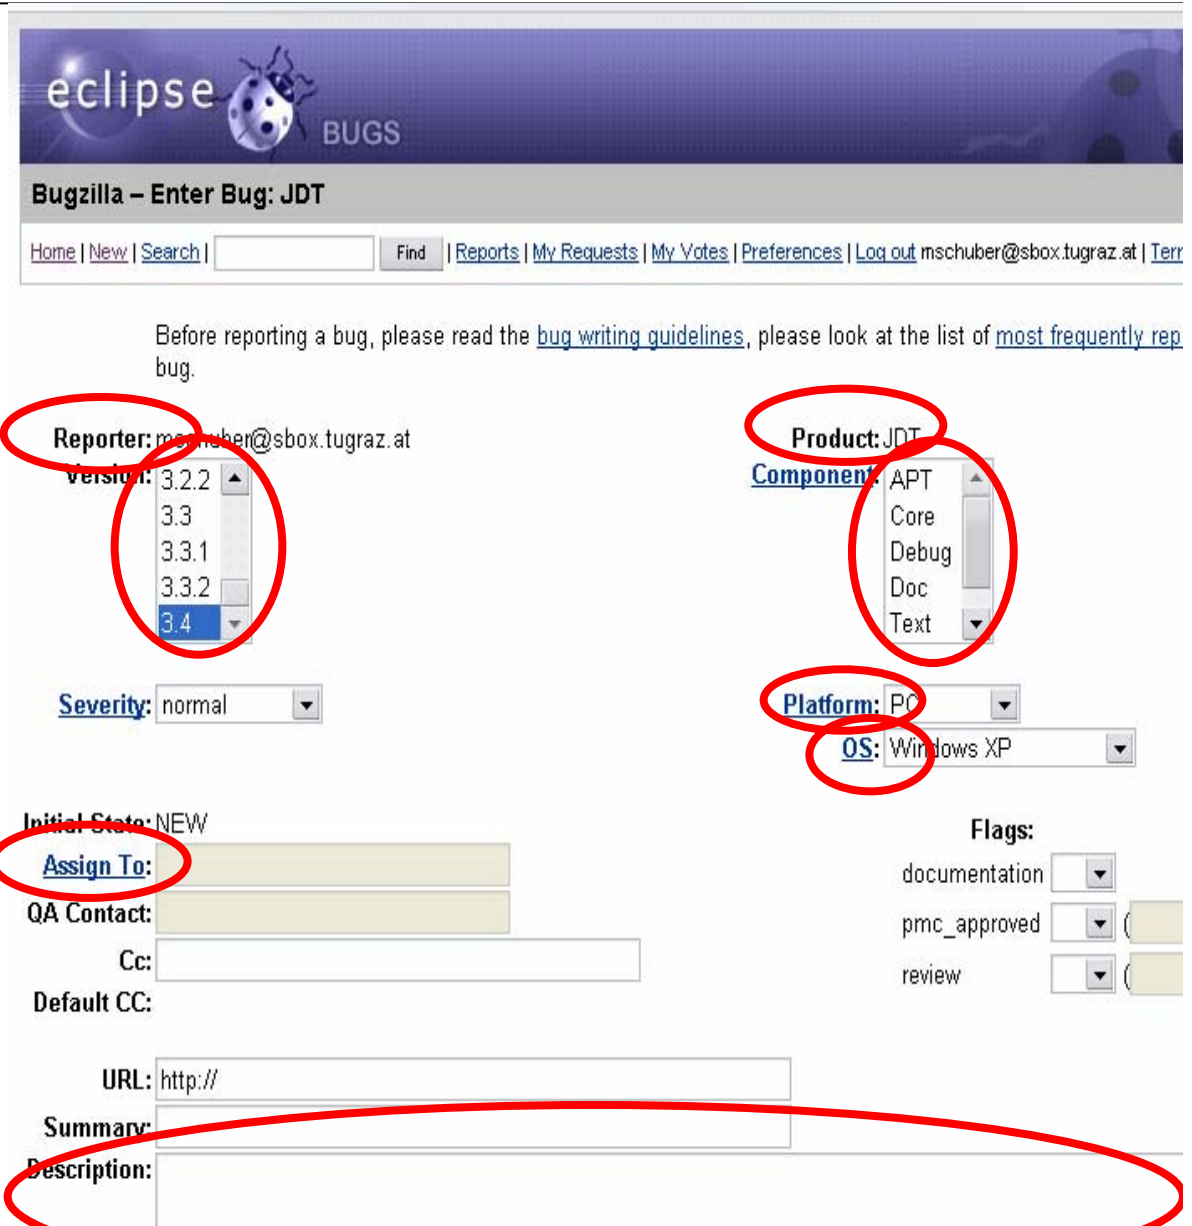 eclipse
BUGS
Bugzilla – Enter Bug: JDT
Home | New | Search | Find | Reports | My Requests | My Votes | Preferences | Log out mschuber@sbox.tugraz.at | Terr
Before reporting a bug, please read the bug writing guidelines, please look at the list of most frequently rep
bug.
Reporter: mschuber@sbox.tugraz.at Product: JDT
Version: 3.2.2 Component: APT
3.3 Core
3.3.1 Debug
3.3.2 Doc
3.4 Text
Severity: normal Platform: PC
OS: Windows XP
Initial State: NEW Flags:
Assign To: documentation
QA Contact: pmc_approved (
Cc: review (
Default CC:
URL: http://
Summary:
Description: